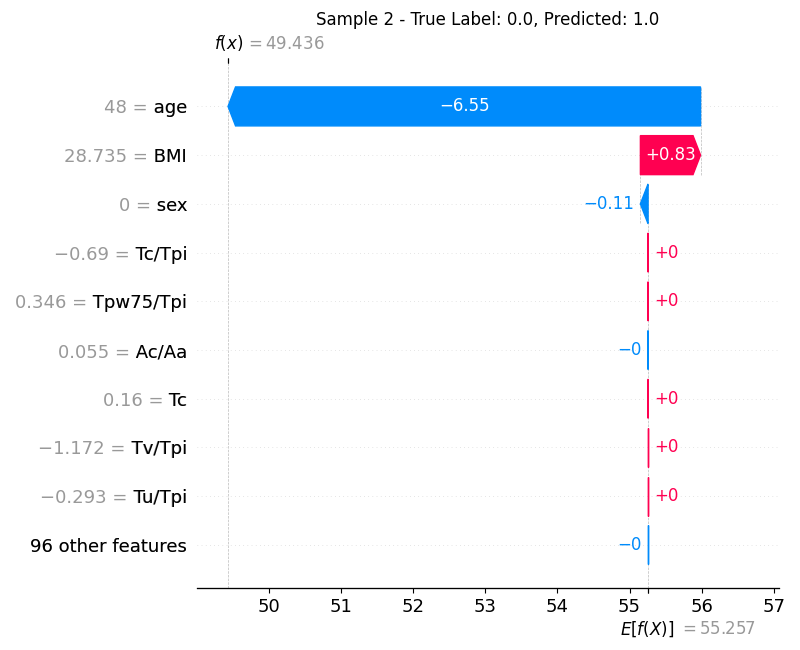 Sample 2 - True Label: 0.0, Predicted: 1.0
f(x) = 49.436
48 = age
−6.55
28.735 = BMI
+0.83
0 = sex
−0.11
−0.69 = Tc/Tpi
+0
0.346 = Tpw75/Tpi
+0
0.055 = Ac/Aa
−0
0.16 = Tc
+0
−1.172 = Tv/Tpi
+0
−0.293 = Tu/Tpi
+0
96 other features
−0
50 51 52 53 54 55 56 57
E[f(X)] = 55.257